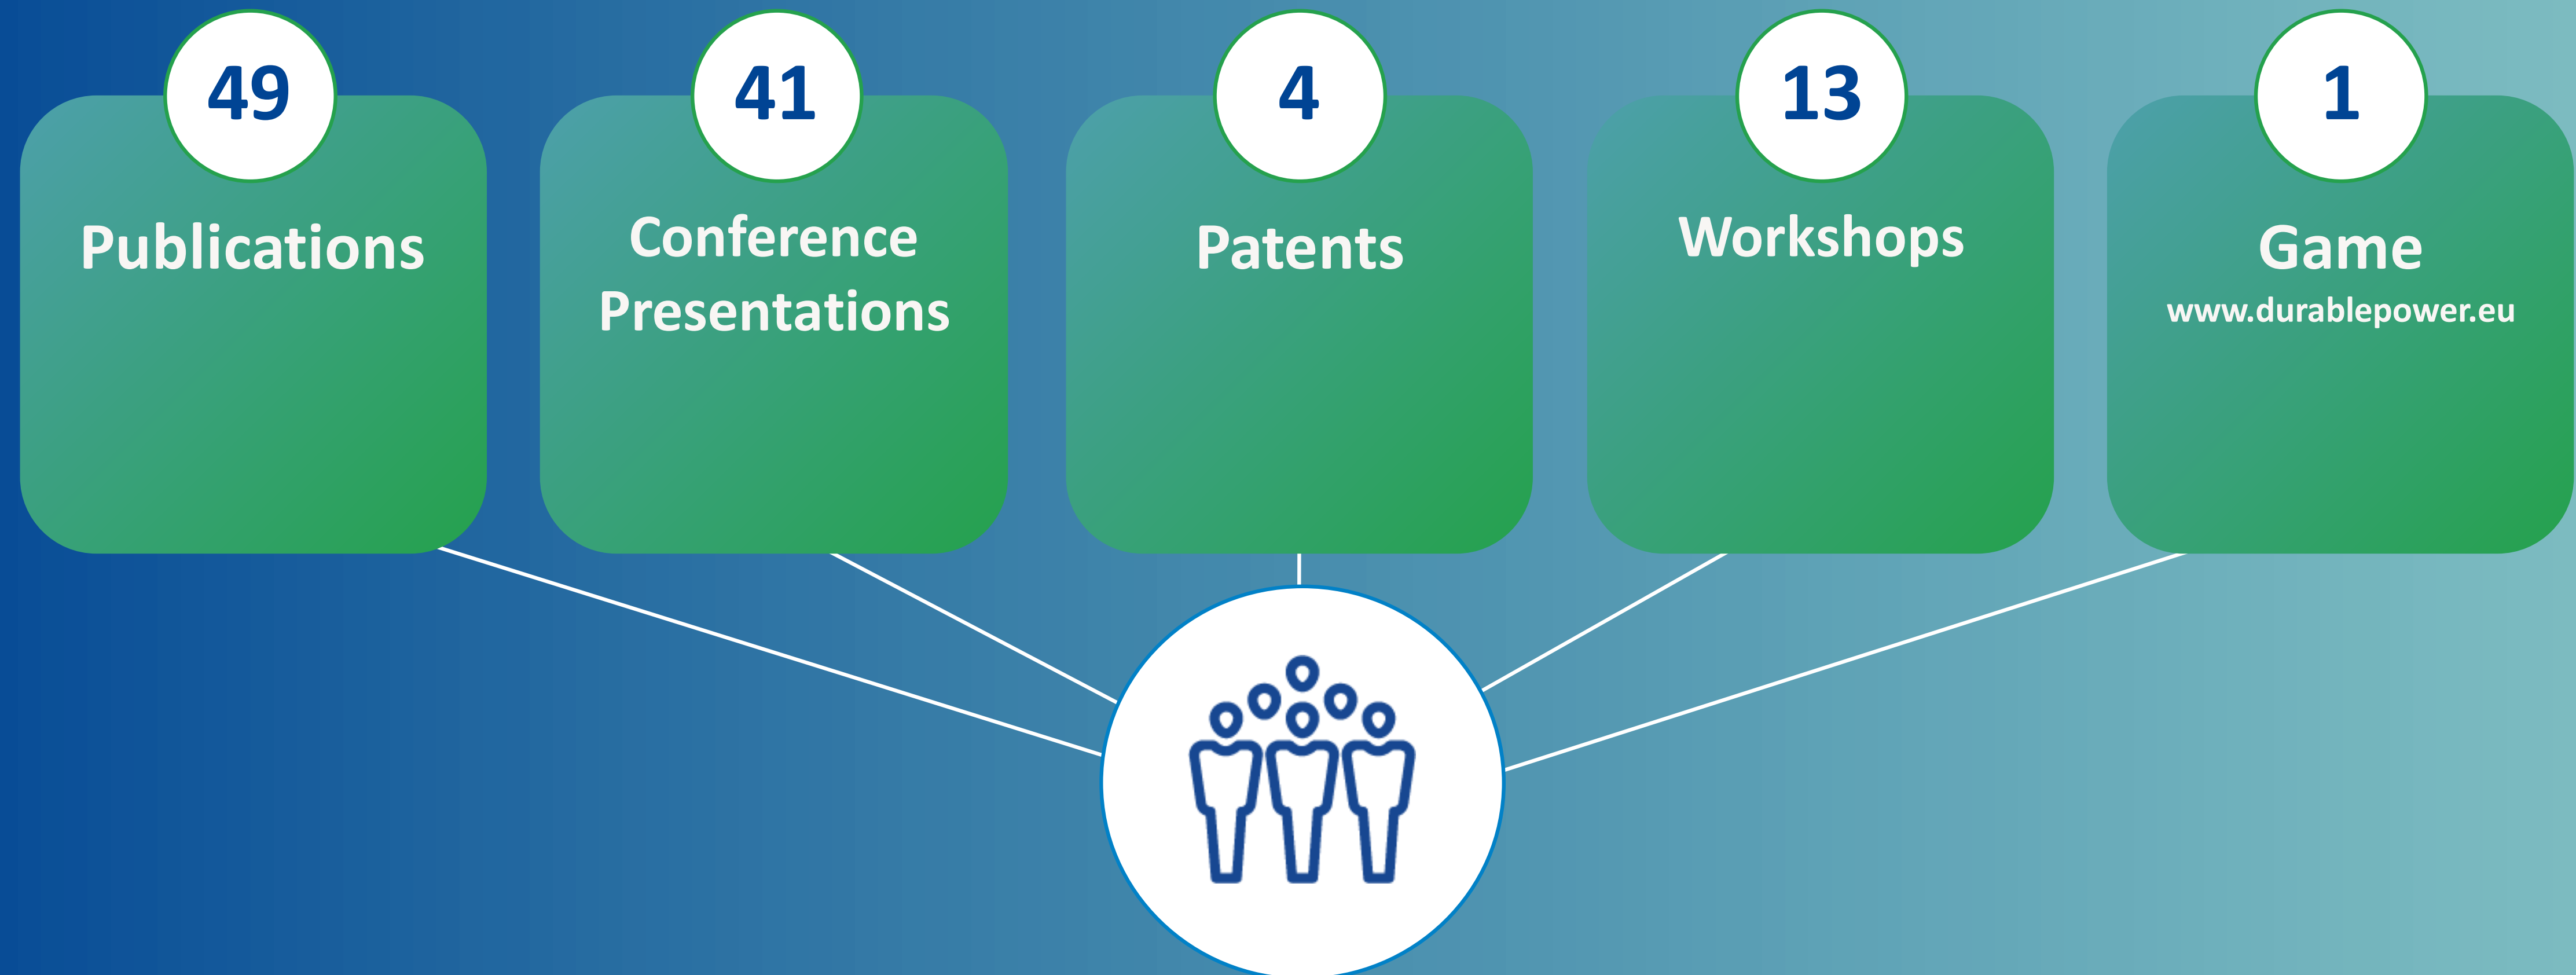 49
Publications
41
Conference
Presentations
4
Patents
13
Workshops
1
Game
www.durablepower.eu